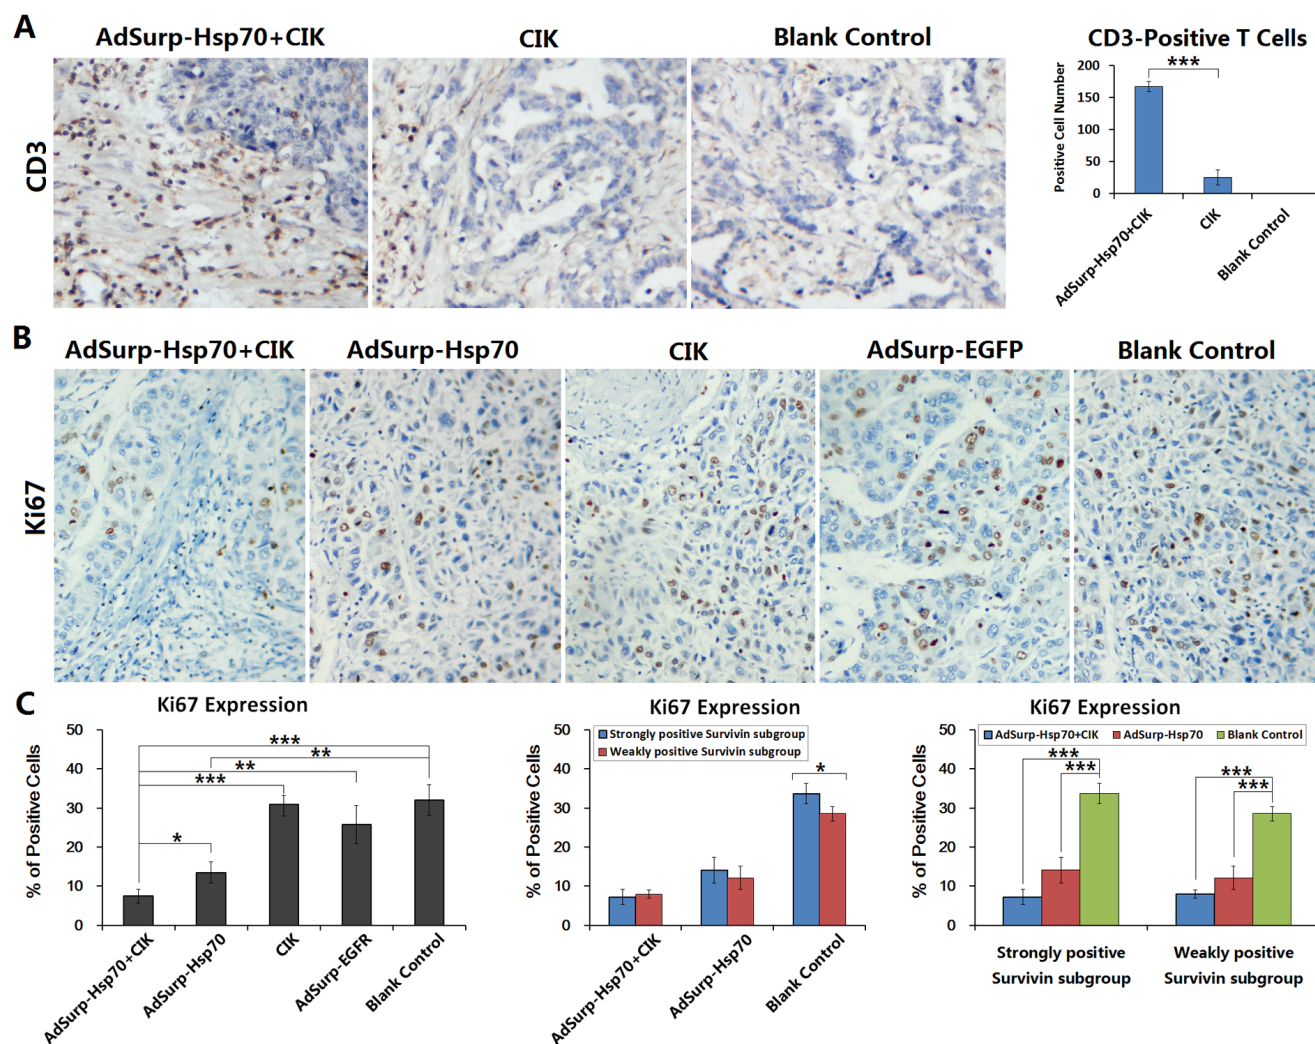 A
AdSurp-Hsp70+CIK
CIK
Blank Control
CD3
CD3-Positive T Cells
Positive Cell Number
200
150
100
50
0
***
AdSurp-Hsp70+CIK
CIK
Blank Control
B
AdSurp-Hsp70+CIK
AdSurp-Hsp70
CIK
AdSurp-EGFP
Blank Control
Ki67
C
Ki67 Expression
% of Positive Cells
50
40
30
20
10
0
***
**
**
***
*
AdSurp-Hsp70+CIK
AdSurp-Hsp70
CIK
AdSurp-EGFR
Blank Control
Ki67 Expression
% of Positive Cells
50
40
30
20
10
0
Strongly positive Survivin subgroup
Weakly positive Survivin subgroup
*
AdSurp-Hsp70+CIK
AdSurp-Hsp70
Blank Control
Ki67 Expression
% of Positive Cells
50
40
30
20
10
0
AdSurp-Hsp70+CIK
AdSurp-Hsp70
Blank Control
***
***
***
***
Strongly positive
Survivin subgroup
Weakly positive
Survivin subgroup